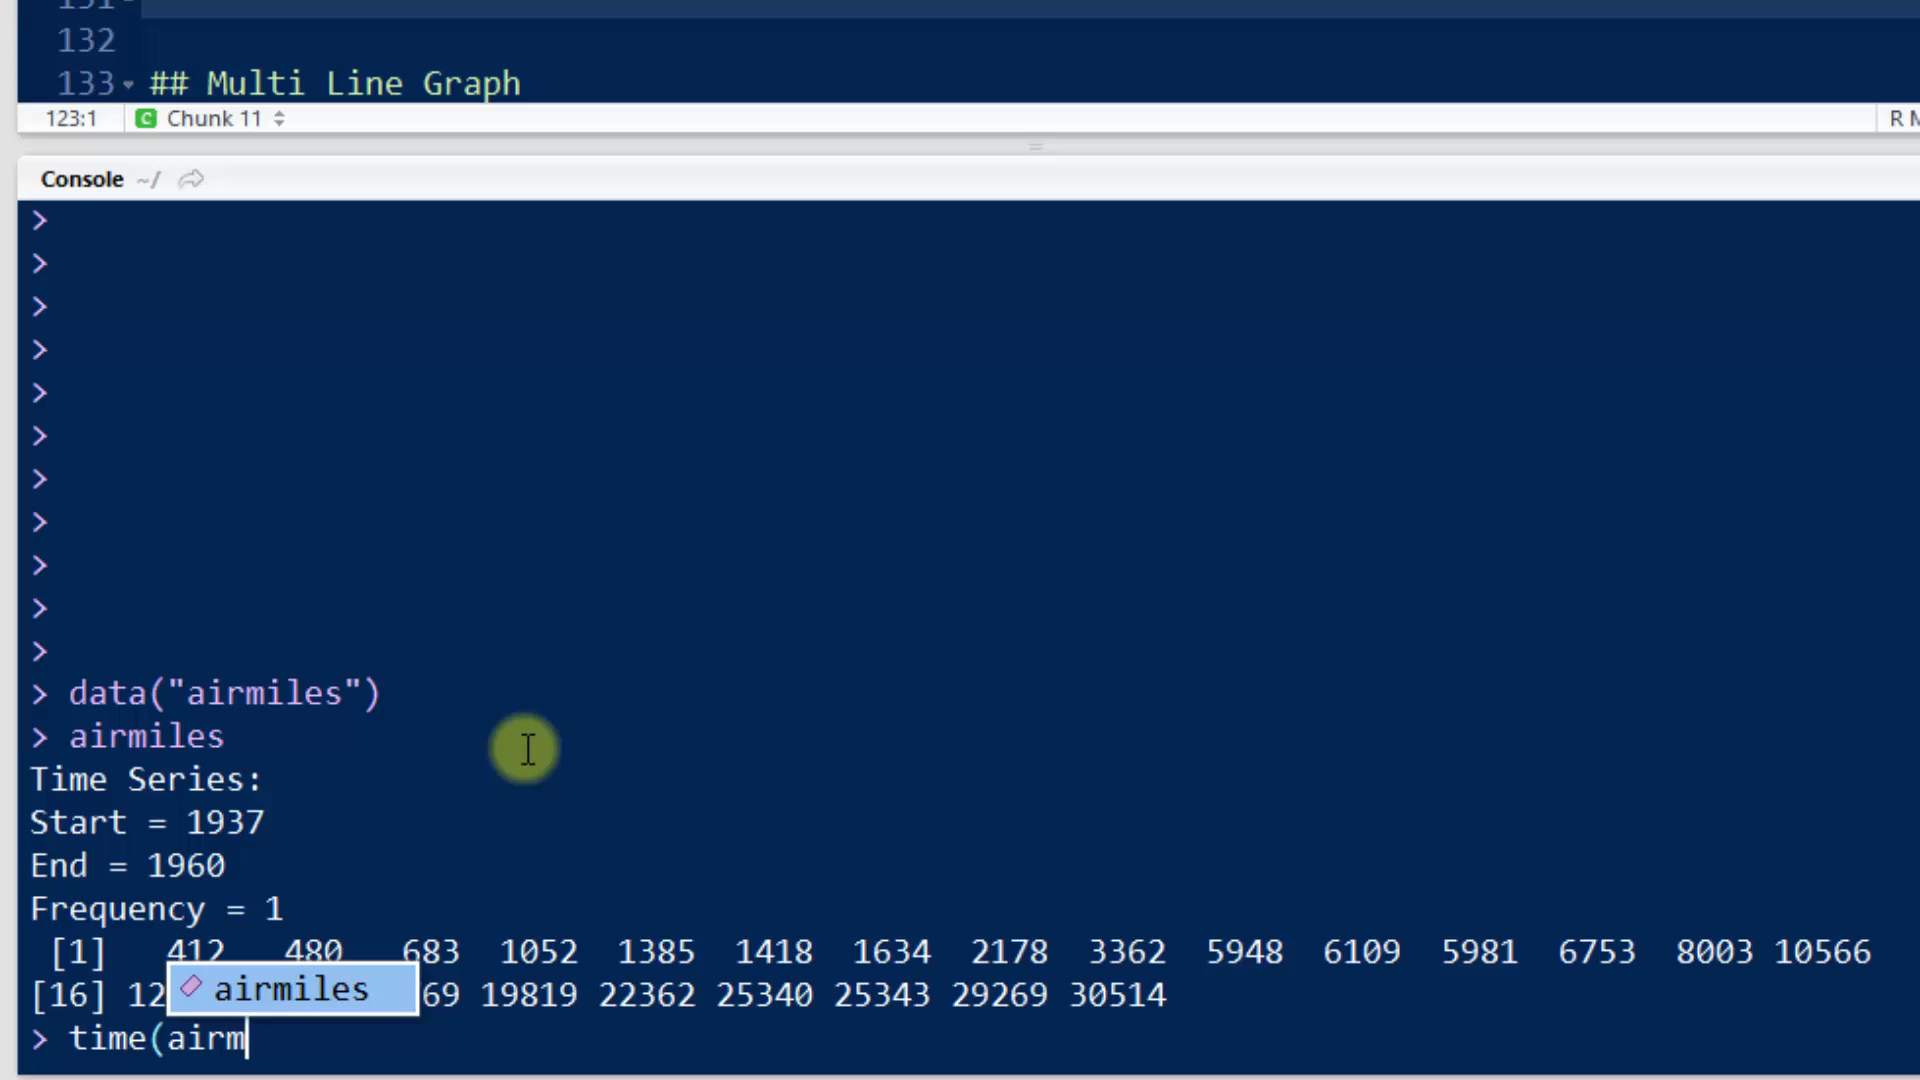 131
132
133 ## Multi Line Graph
123:1 C Chunk 11 R M
Console ~/
>
>
>
>
>
>
>
>
>
>
>
> data("airmiles")
> airmiles
Time Series:
Start = 1937
End = 1960
Frequency = 1
[1] 412 480 683 1052 1385 1418 1634 2178 3362 5948 6109 5981 6753 8003 10566
[16] 12 69 19819 22362 25340 25343 29269 30514
airmiles
> time(airm